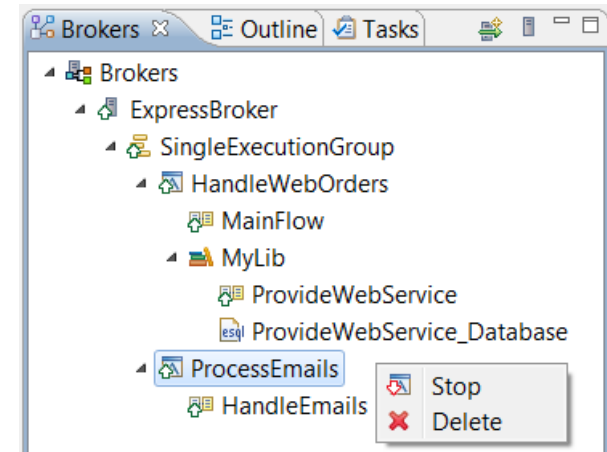 Brokers Outline Tasks
Brokers
ExpressBroker
SingleExecutionGroup
HandleWebOrders
MainFlow
MyLib
ProvideWebService
esql ProvideWebService_Database
ProcessEmails
Stop
HandleEmails
Delete